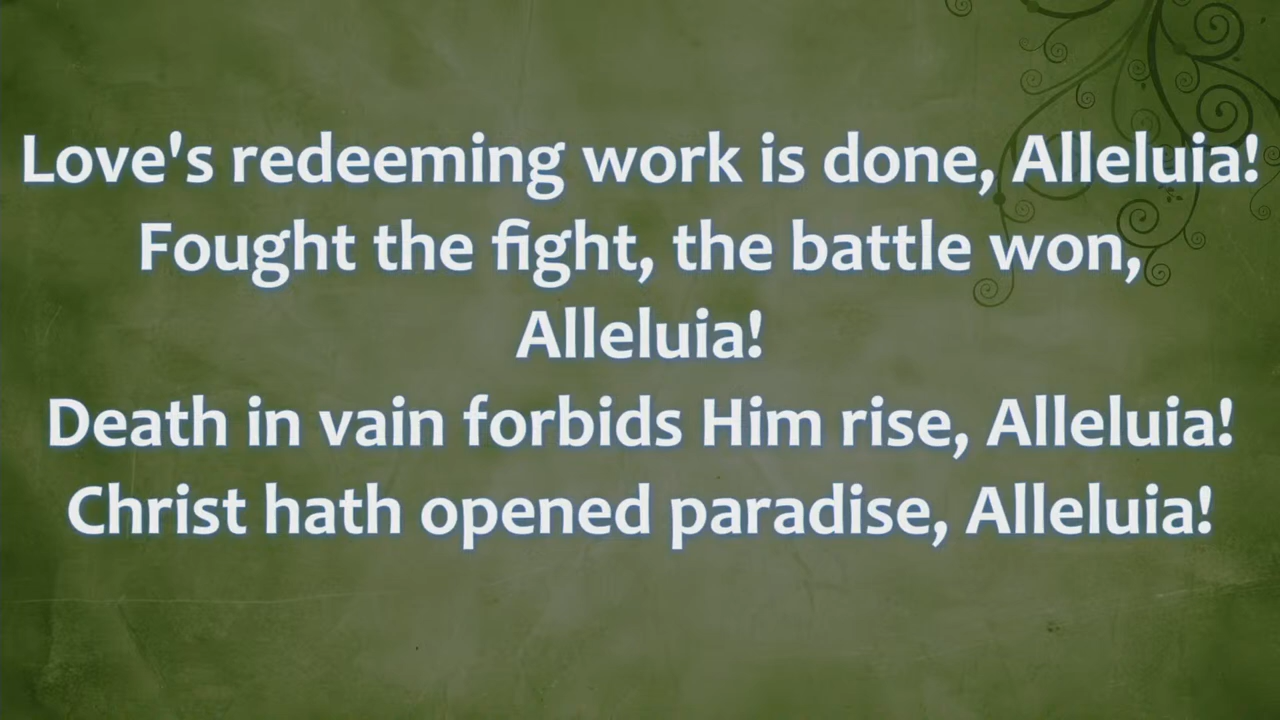 Love's redeeming work is done, Alleluia!
Fought the fight, the battle won,
Alleluia!
Death in vain forbids Him rise, Alleluia!
Christ hath opened paradise, Alleluia!